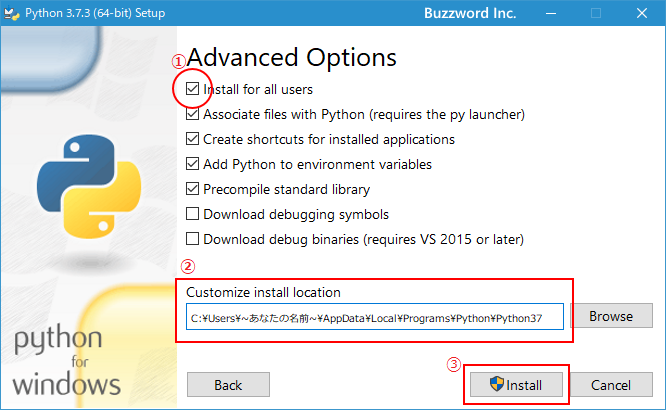 Python 3.7.3 (64-bit) Setup
Buzzword Inc.
Advanced Options
①
Install for all users
Associate files with Python (requires the py launcher)
Create shortcuts for installed applications
Add Python to environment variables
Precompile standard library
Download debugging symbols
Download debug binaries (requires VS 2015 or later)
②
Customize install location
C:¥Users¥~あなたの名前~¥AppData¥Local¥Programs¥Python¥Python37
Browse
python
for
windows
③
Back
Install
Cancel